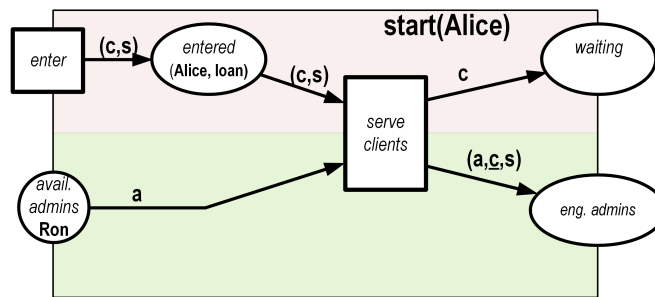 start(Alice)
enter
(c,s)
entered
(Alice, loan)
(c,s)
serve
clients
c
waiting
avail.
admins
Ron
a
(a,c,s)
eng. admins